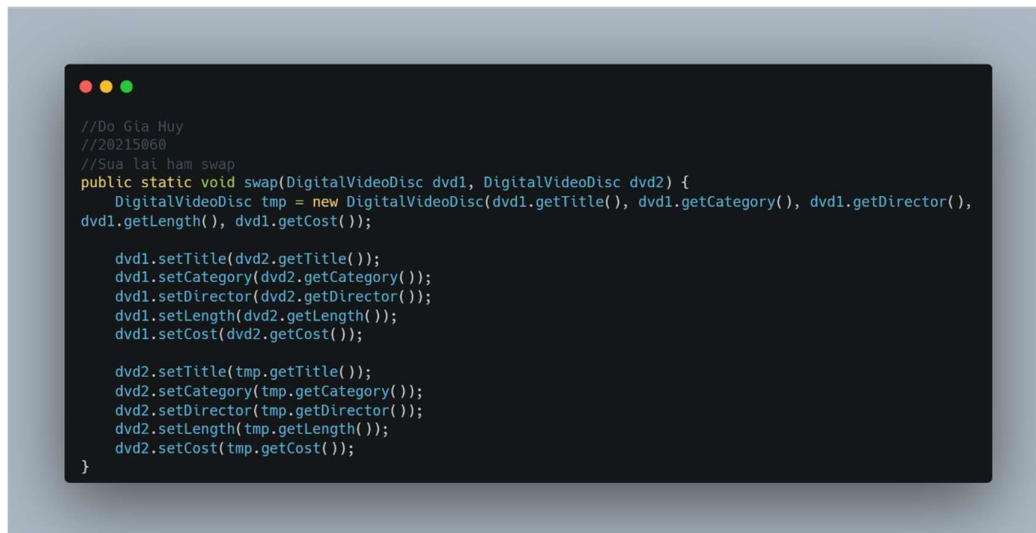 //Do Gia Huy
//20215060
//Sua lai ham swap
public static void swap(DigitalVideoDisc dvd1, DigitalVideoDisc dvd2) {
    DigitalVideoDisc tmp = new DigitalVideoDisc(dvd1.getTitle(), dvd1.getCategory(), dvd1.getDirector(),
dvd1.getLength(), dvd1.getCost());

    dvd1.setTitle(dvd2.getTitle());
    dvd1.setCategory(dvd2.getCategory());
    dvd1.setDirector(dvd2.getDirector());
    dvd1.setLength(dvd2.getLength());
    dvd1.setCost(dvd2.getCost());

    dvd2.setTitle(tmp.getTitle());
    dvd2.setCategory(tmp.getCategory());
    dvd2.setDirector(tmp.getDirector());
    dvd2.setLength(tmp.getLength());
    dvd2.setCost(tmp.getCost());
}